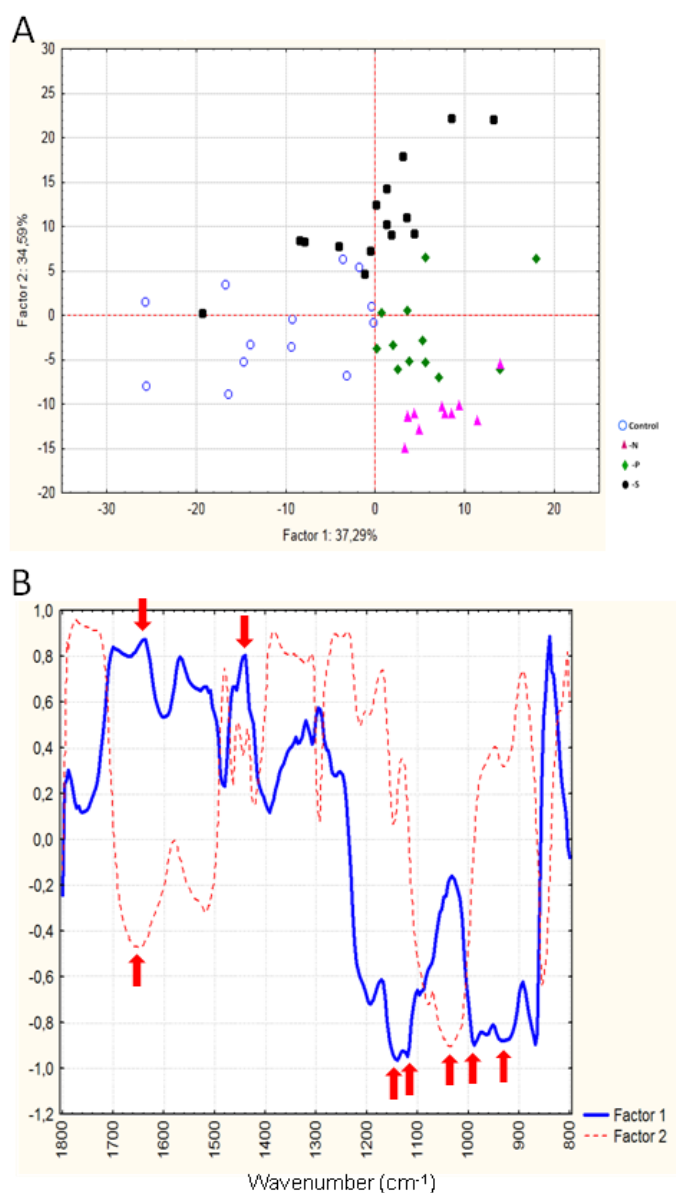 A
30
25
20
15
10
5
0
-5
-10
-15
-20
Factor 2: 34,59%
-30 -20 -10 0 10 20
Factor 1: 37,29%
Control
-N
-P
-S
B
1,0
0,8
0,6
0,4
0,2
0,0
-0,2
-0,4
-0,6
-0,8
-1,0
-1,2
1800 1700 1600 1500 1400 1300 1200 1100 1000 900 800
Factor 1
Factor 2
Wavenumber (cm-1)